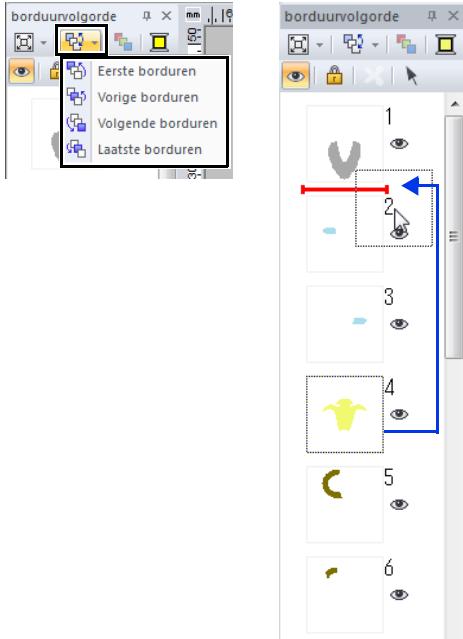 borduurvolgorde
mm
Eerste borduren
Vorige borduren
Volgende borduren
Laatste borduren
borduurvolgorde
1
2
3
4
5
6